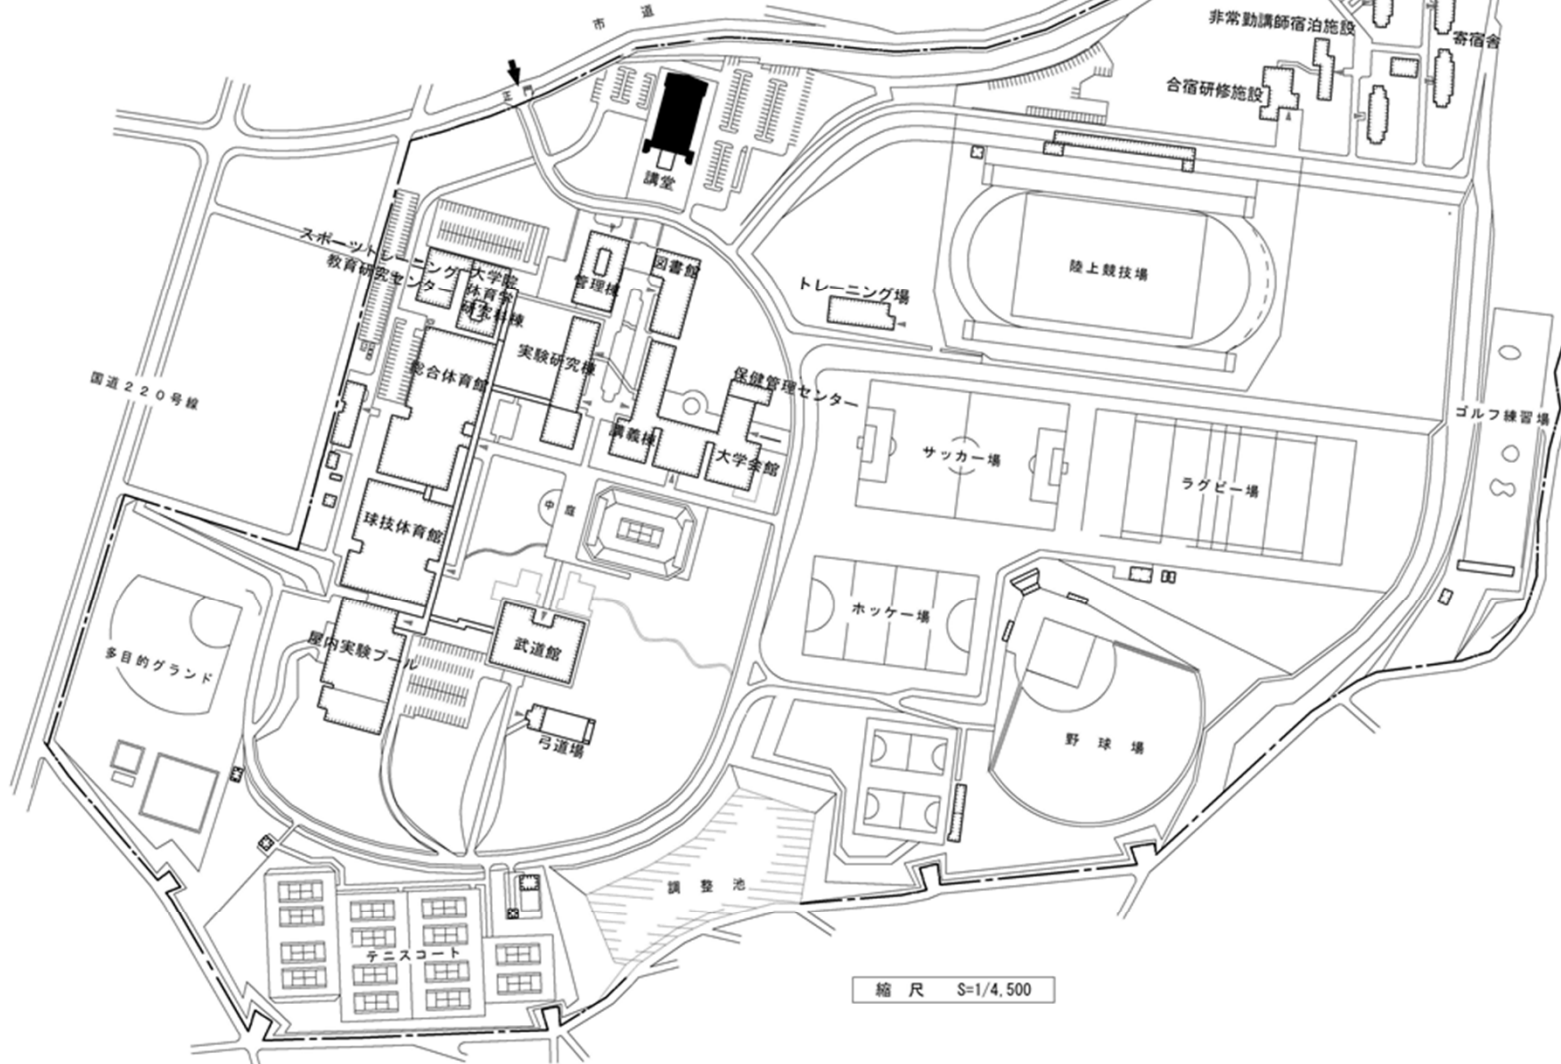 市道
非常勤講師宿泊施設
寄宿舎
正門
合宿研修施設
講堂
スポーツトレーニング
教育研究センター
大学院
体育学
研究科棟
管理棟
図書館
陸上競技場
トレーニング場
実験研究棟
総合体育館
保健管理センター
国道220号線
ゴルフ練習場
講義棟
大学会館
サッカー場
ラグビー場
中庭
球技体育館
ホッケー場
武道館
屋内実験プール
多目的グランド
弓道場
野球場
調整池
テニスコート
縮尺 S=1/4,500